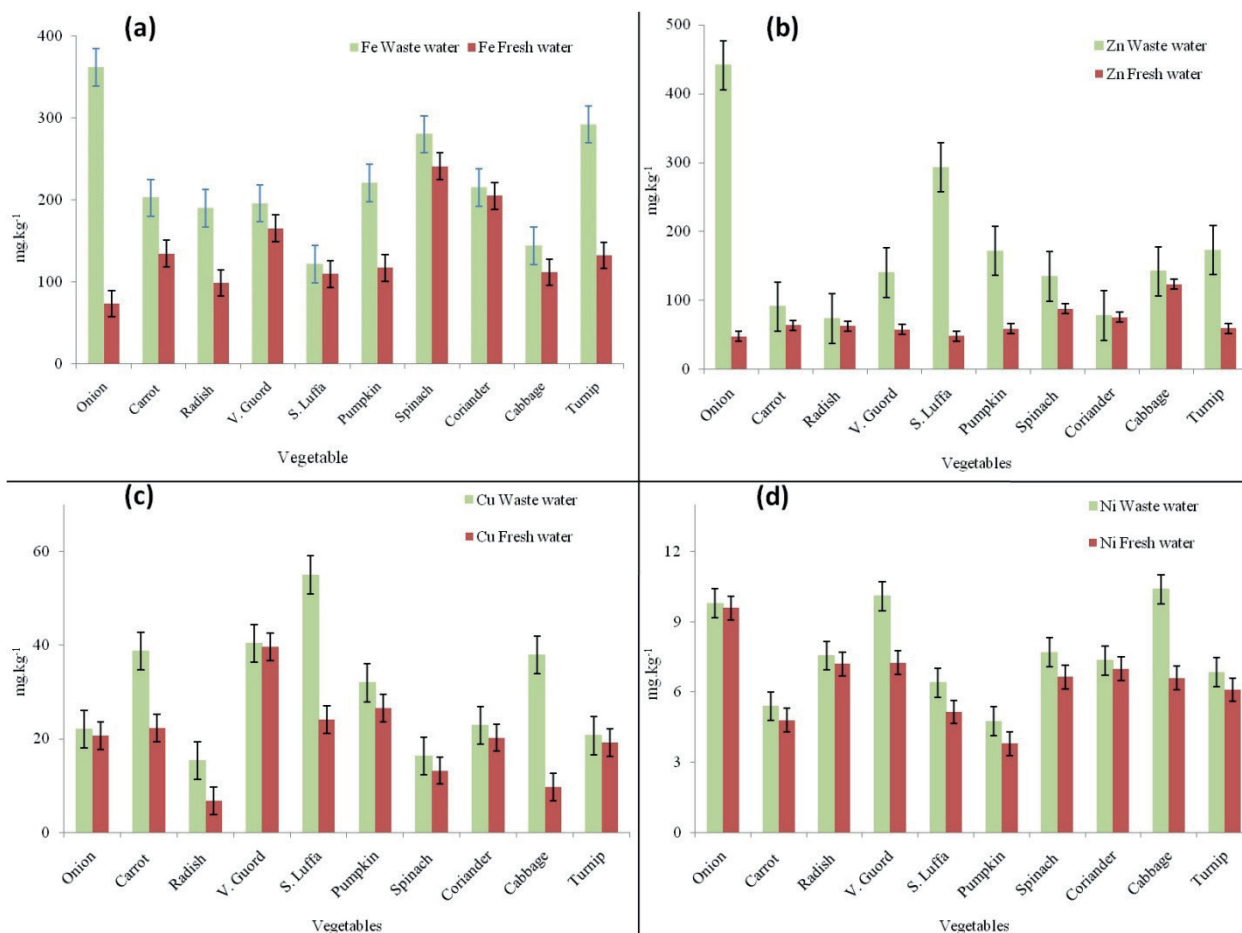 (a)
Fe Waste water
Fe Fresh water
400
300
200
100
0
mg.kg-1
Onion
Carrot
Radish
V. Guord
S. Luffa
Pumpkin
Spinach
Coriander
Cabbage
Turnip
Vegetable
(b)
Zn Waste water
Zn Fresh water
500
400
300
200
100
0
mg.kg-1
Onion
Carrot
Radish
V. Guord
S. Luffa
Pumpkin
Spinach
Coriander
Cabbage
Turnip
Vegetables
(c)
Cu Waste water
Cu Fresh water
60
40
20
0
mg.kg-1
Onion
Carrot
Radish
V. Guord
S. Luffa
Pumpkin
Spinach
Coriander
Cabbage
Turnip
Vegetables
(d)
Ni Waste water
Ni Fresh water
12
9
6
3
0
mg.kg-1
Onion
Carrot
Radish
V. Guord
S. Luffa
Pumpkin
Spinach
Coriander
Cabbage
Turnip
Vegetables